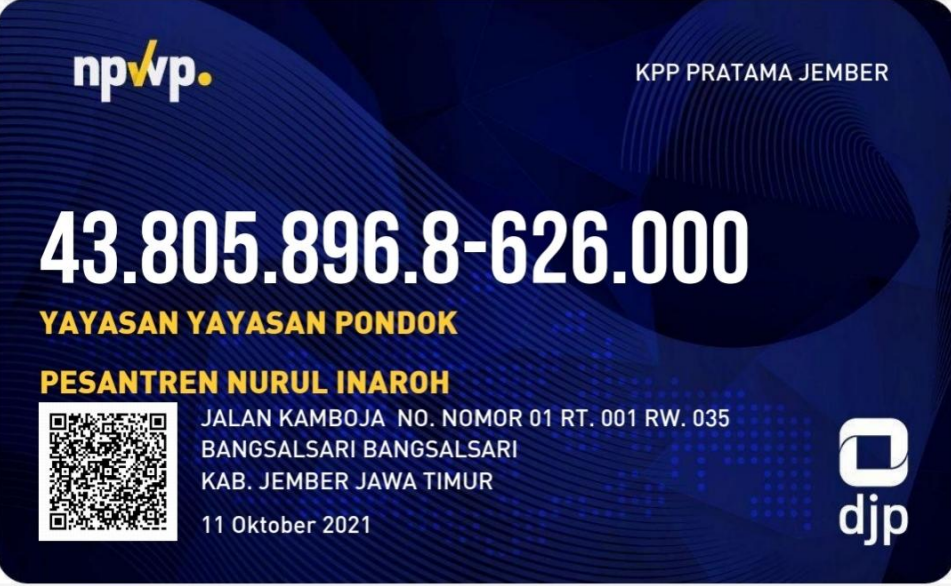 npwp.
KPP PRATAMA JEMBER
43.805.896.8-626.000
YAYASAN YAYASAN PONDOK
PESANTREN NURUL INAROH
JALAN KAMBOJA NO. NOMOR 01 RT. 001 RW. 035
BANGSALSARI BANGSALSARI
KAB. JEMBER JAWA TIMUR
11 Oktober 2021
djp